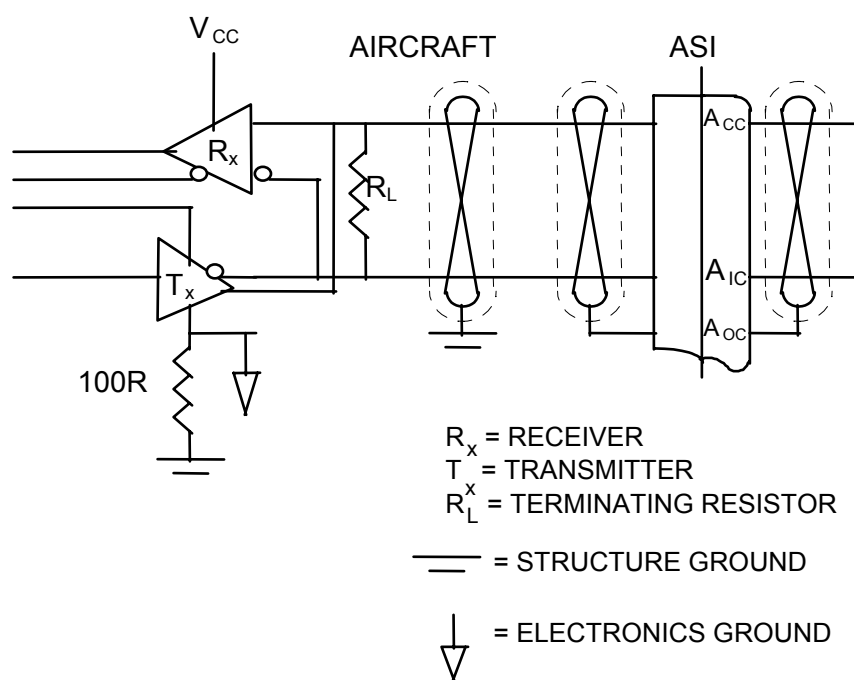 VCC
AIRCRAFT
ASI
Rx
RL
ACC
Tx
AIC
AOC
100R
Rx = RECEIVER
Tx = TRANSMITTER
RL = TERMINATING RESISTOR
= STRUCTURE GROUND
= ELECTRONICS GROUND